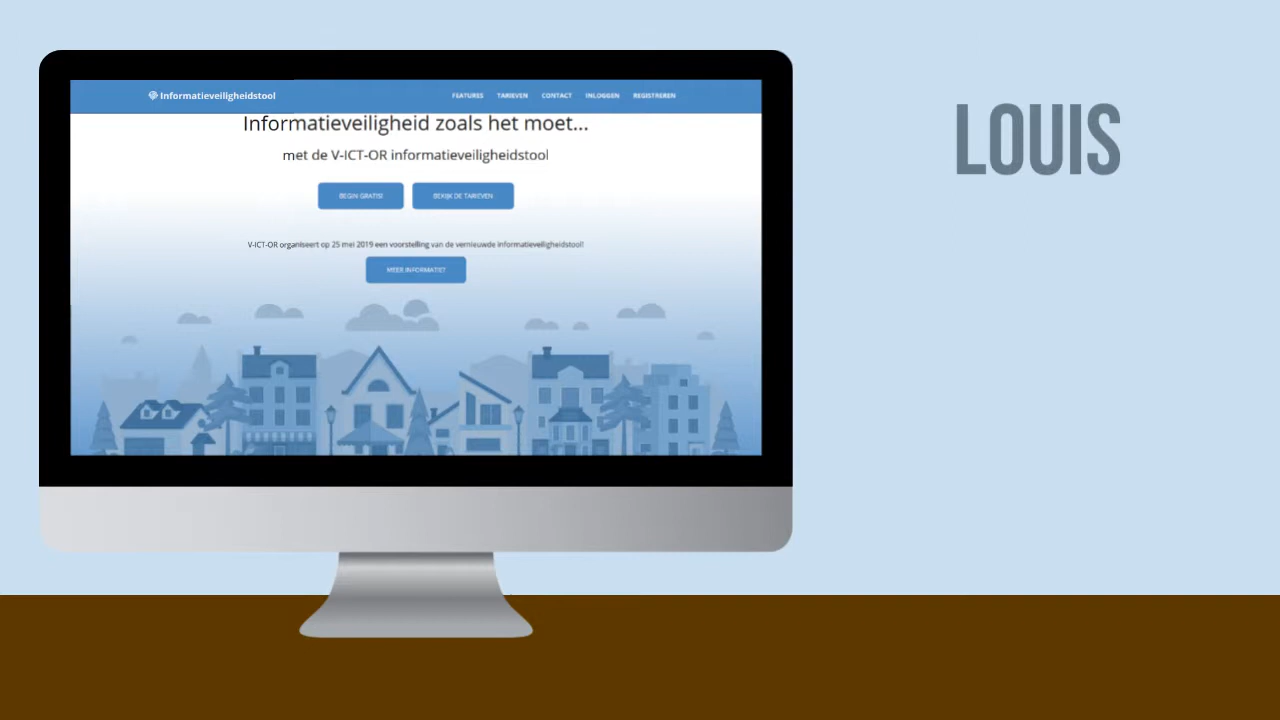 Informatieveiligheidstool
FEATURES TARIEVEN CONTACT INLOGGEN REGISTREREN
Informatieveiligheid zoals het moet...
met de V-ICT-OR informatieveiligheidstool
BEGIN GRATIS! BEKIJK DE TARIEVEN
V-ICT-OR organiseert op 25 mei 2019 een voorstelling van de vernieuwde informatieveiligheidstool!
MEER INFORMATIE?
LOUIS